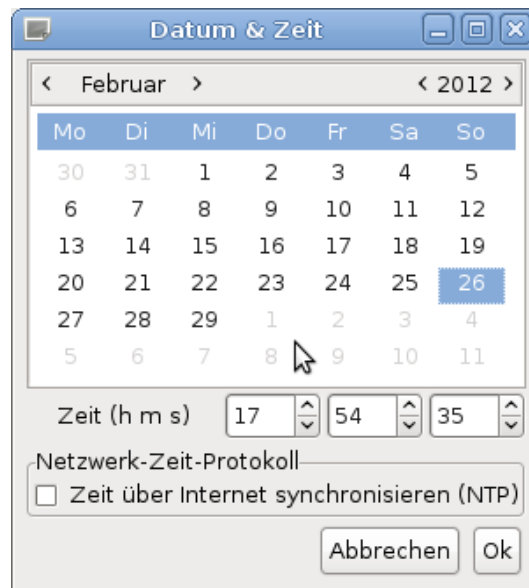 Datum & Zeit
< Februar > < 2012 >
Mo Di Mi Do Fr Sa So
30 31 1 2 3 4 5
6 7 8 9 10 11 12
13 14 15 16 17 18 19
20 21 22 23 24 25 26
27 28 29 1 2 3 4
5 6 7 8 9 10 11
Zeit (h m s) 17 54 35
Netzwerk-Zeit-Protokoll
Zeit über Internet synchronisieren (NTP)
Abbrechen Ok